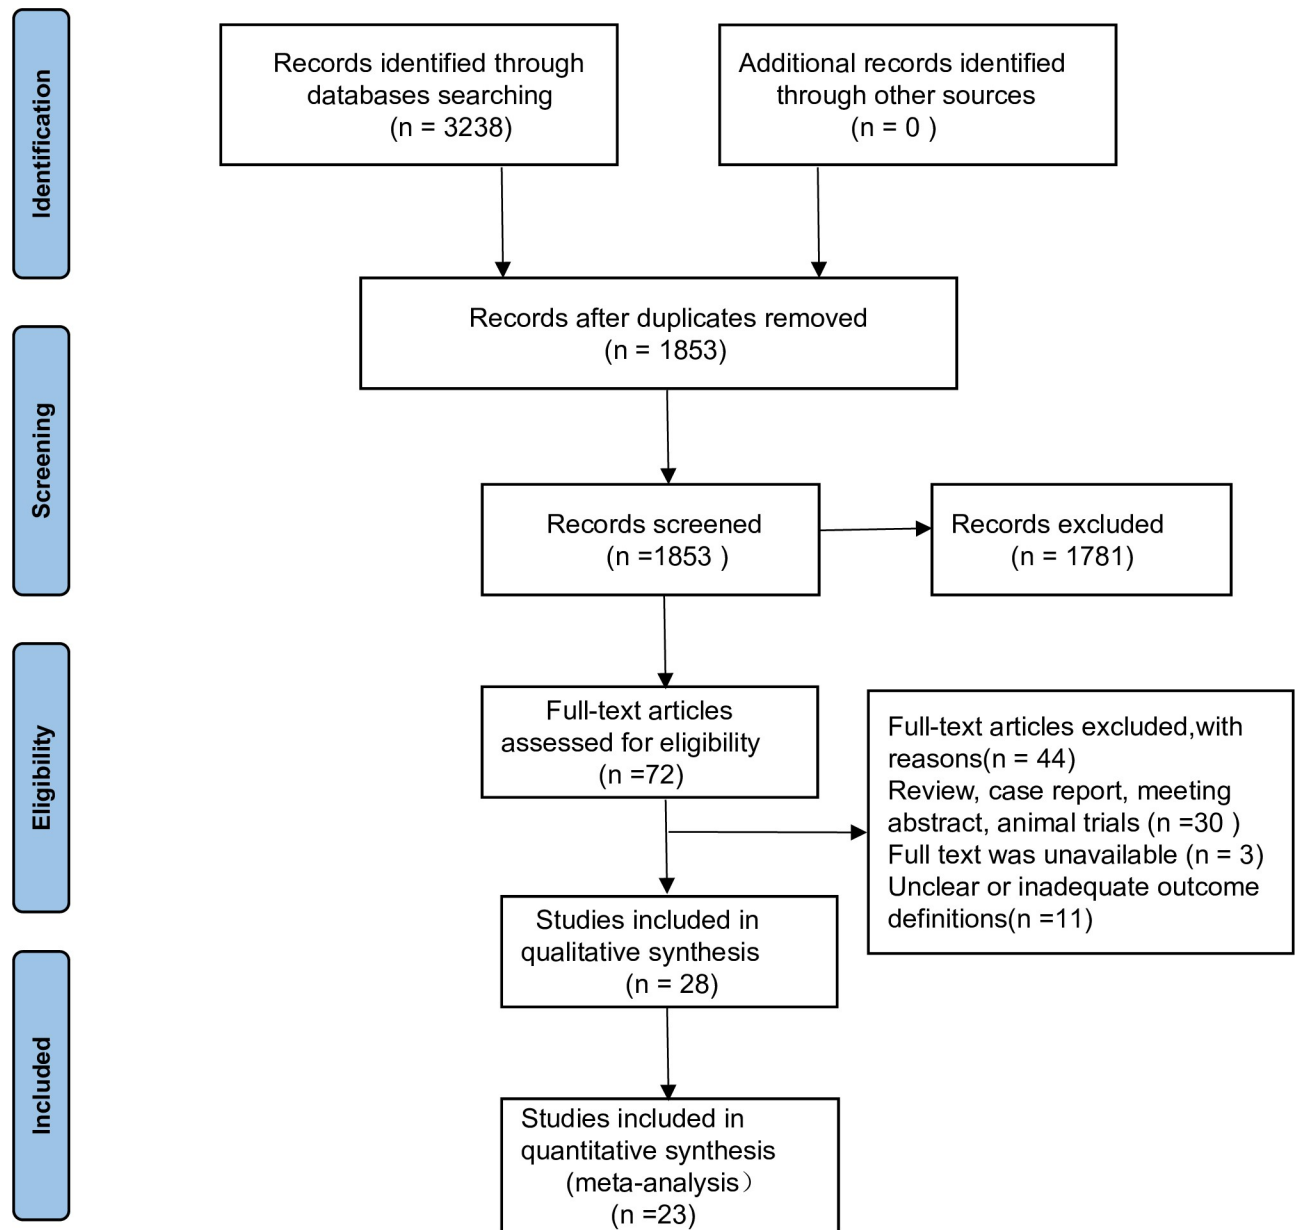 Identification
Records identified through
databases searching
(n = 3238)
Additional records identified
through other sources
(n = 0 )
Records after duplicates removed
(n = 1853)
Screening
Records screened
(n =1853 )
Records excluded
(n = 1781)
Eligibility
Full-text articles
assessed for eligibility
(n =72)
Full-text articles excluded,with
reasons(n = 44)
Review, case report, meeting
abstract, animal trials (n =30 )
Full text was unavailable (n = 3)
Unclear or inadequate outcome
definitions(n =11)
Studies included in
qualitative synthesis
(n = 28)
Included
Studies included in
quantitative synthesis
(meta-analysis）
(n =23)